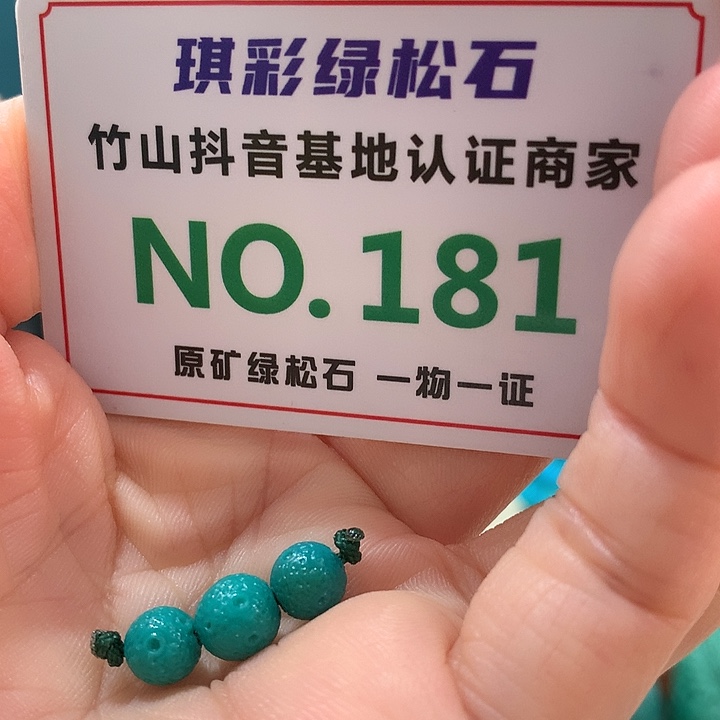 琪彩绿松石
竹山抖音基地认证商家
NO.181
原矿绿松石 一物一证